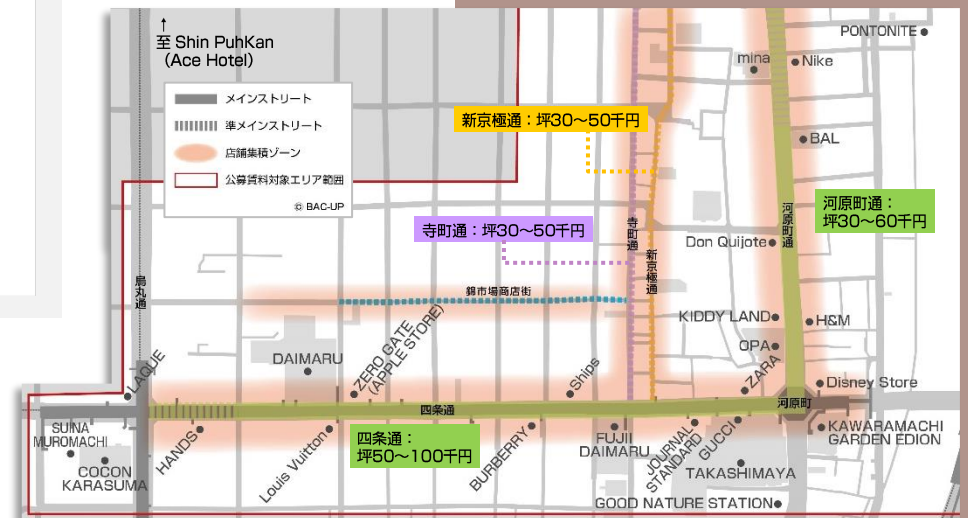 ↑
至 Shin PuhKan
(Ace Hotel)
メインストリート
準メインストリート
店舗集積ゾーン
公募賃料対象エリア範囲
© BAC-UP
PONTONITE
mina
Nike
新京極通：坪30～50千円
BAL
河原町通：
坪30～60千円
河原町通
寺町通：坪30～50千円
寺町通
新京極通
Don Quijote
烏丸通
錦市場商店街
KIDDY LAND
H&M
OPA
DAIMARU
ZERO GATE
(APPLE STORE)
LAQUE
Ships
ZARA
Disney Store
四条通
河原町
SUINA
MUROMACHI
COCON
KARASUMA
HANDS
Louis Vuitton
四条通：
坪50～100千円
BURBERRY
FUJII
DAIMARU
JOURNAL
STANDARD
GUCCI
TAKASHIMAYA
KAWARAMACHI
GARDEN EDION
GOOD NATURE STATION